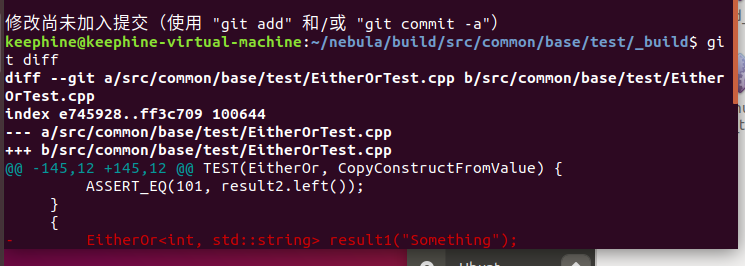 修改尚未加入提交（使用 "git add" 和/或 "git commit -a"）
keephine@keephine-virtual-machine:~/nebula/build/src/common/base/test/_build$ gi
t diff
diff --git a/src/common/base/test/EitherOrTest.cpp b/src/common/base/test/Either
OrTest.cpp
index e745928..ff3c709 100644
--- a/src/common/base/test/EitherOrTest.cpp
+++ b/src/common/base/test/EitherOrTest.cpp
@@ -145,12 +145,12 @@ TEST(EitherOr, CopyConstructFromValue) {
         ASSERT_EQ(101, result2.left());
     }
     {
-        EitherOr<int, std::string> result1("Something");